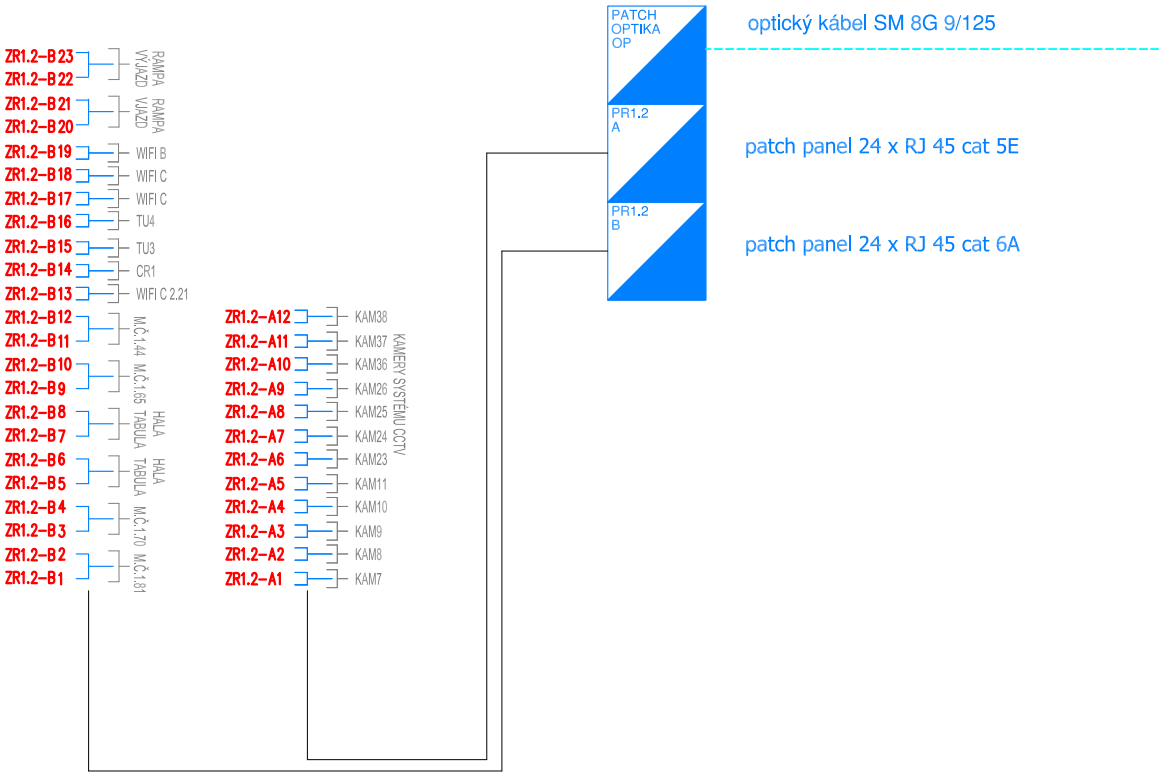 PATCH
OPTIKA
OP
optický kábel SM 8G 9/125
PR1.2
A
patch panel 24 x RJ 45 cat 5E
PR1.2
B
patch panel 24 x RJ 45 cat 6A
ZR1.2-B23
ZR1.2-B22
RAMPA
VÝJAZD
ZR1.2-B21
ZR1.2-B20
RAMPA
VJAZD
ZR1.2-B19 WIFI B
ZR1.2-B18 WIFI C
ZR1.2-B17 WIFI C
ZR1.2-B16 TU4
ZR1.2-B15 TU3
ZR1.2-B14 CR1
ZR1.2-B13 WIFI C 2.21
ZR1.2-B12
ZR1.2-B11
M.Č.1.44
ZR1.2-B10
ZR1.2-B9
M.Č.1.65
ZR1.2-B8
ZR1.2-B7
HALA
TABULA
ZR1.2-B6
ZR1.2-B5
HALA
TABULA
ZR1.2-B4
ZR1.2-B3
M.Č.1.70
ZR1.2-B2
ZR1.2-B1
M.Č.1.81
ZR1.2-A12 KAM38
ZR1.2-A11 KAM37
ZR1.2-A10 KAM36
ZR1.2-A9 KAM26
ZR1.2-A8 KAM25
ZR1.2-A7 KAM24
ZR1.2-A6 KAM23
ZR1.2-A5 KAM11
ZR1.2-A4 KAM10
ZR1.2-A3 KAM9
ZR1.2-A2 KAM8
ZR1.2-A1 KAM7
KAMERY SYSTÉMU CCTV